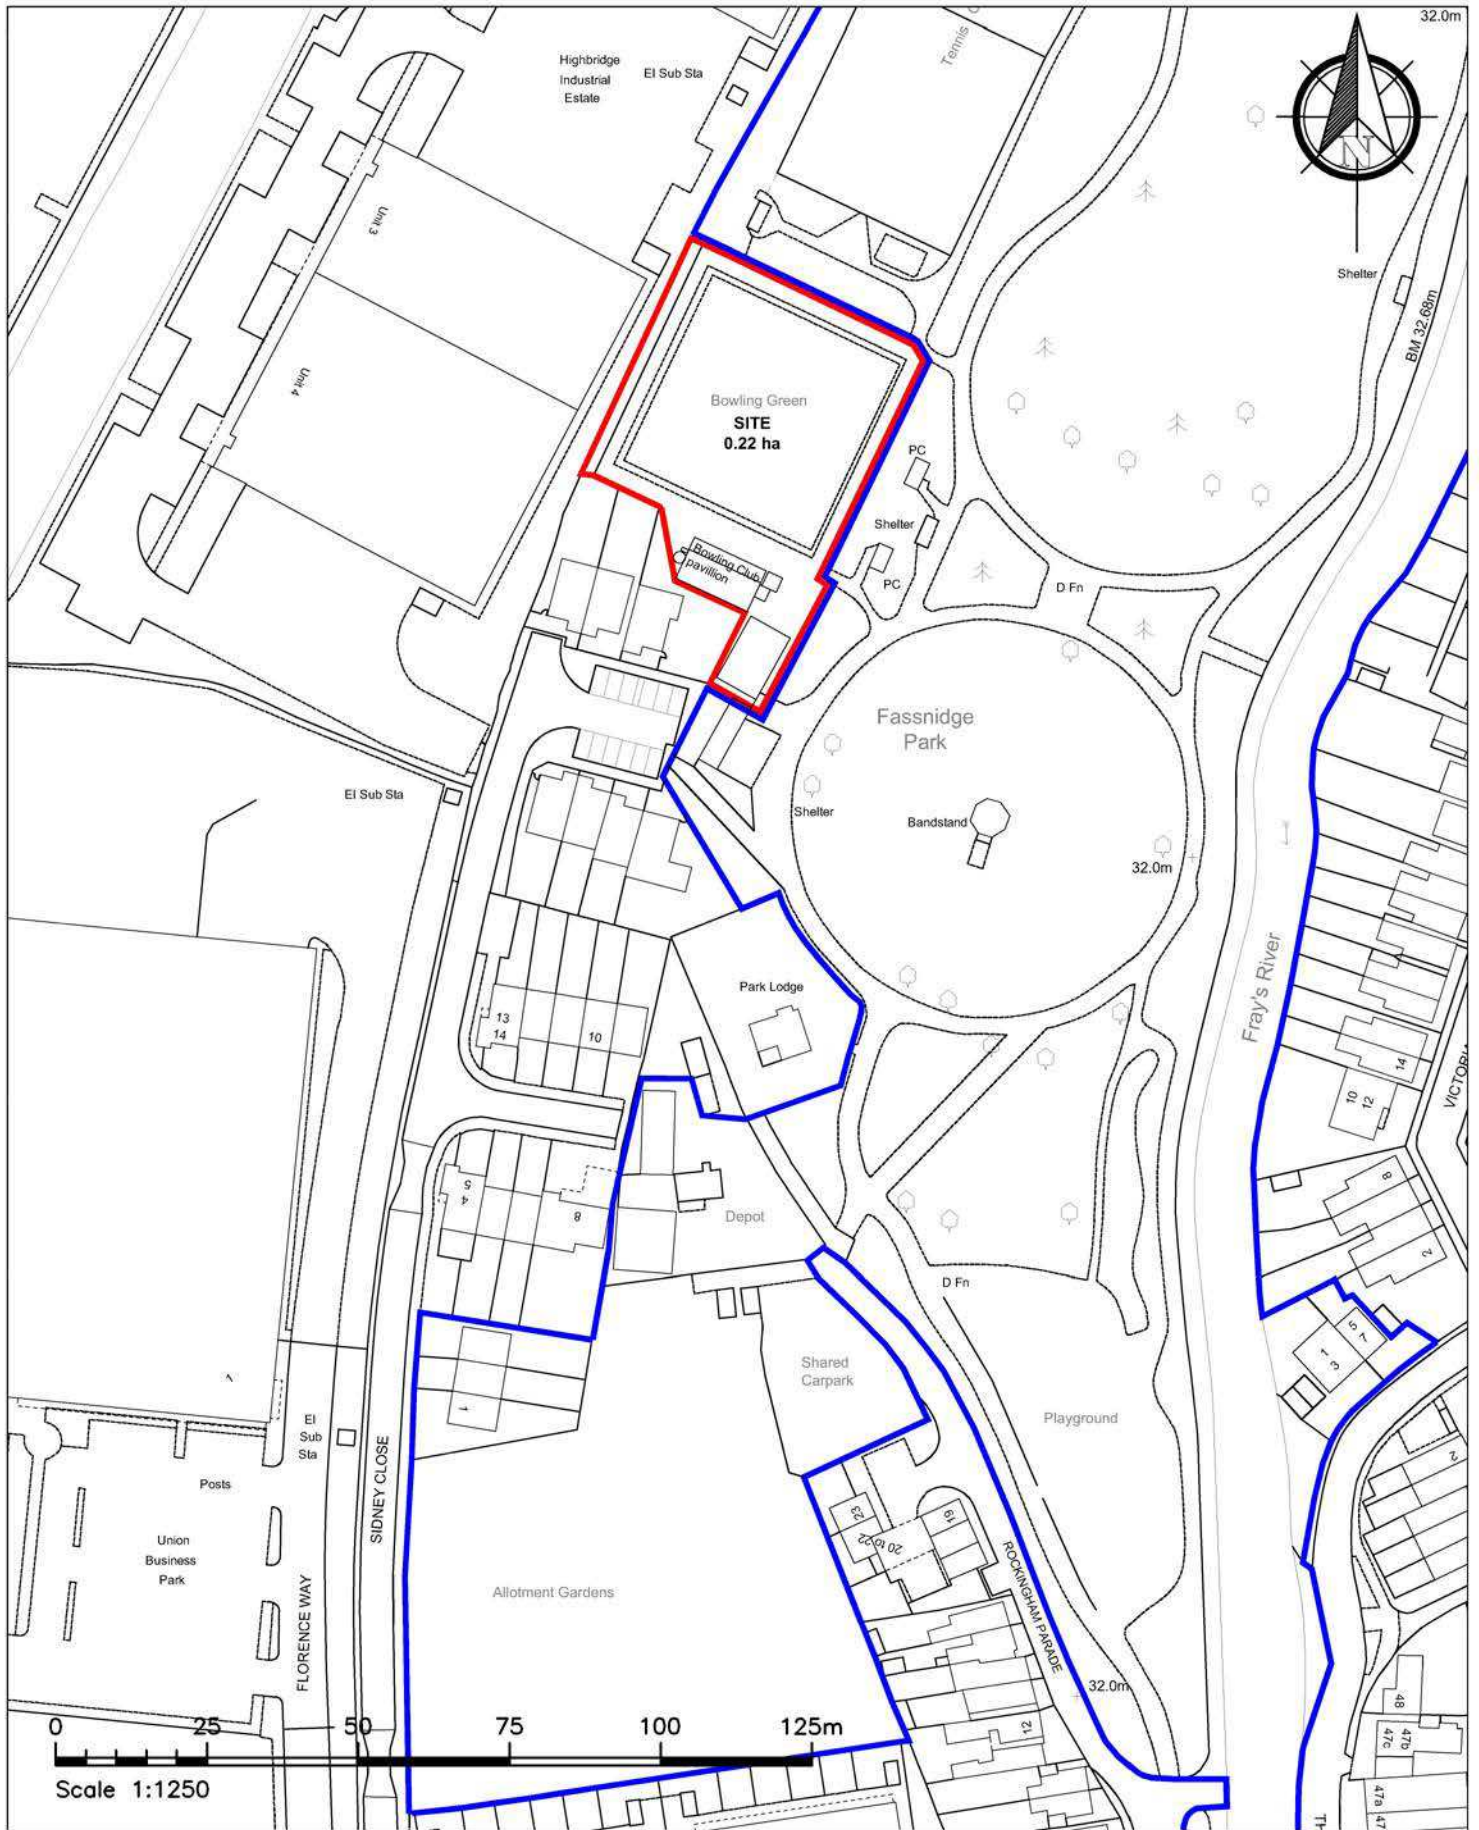 32.0m
Tennis
Highbridge
Industrial
Estate
El Sub Sta
N
Unit 3
Shelter
BM 32.68m
Unit 4
Bowling Green
SITE
0.22 ha
PC
Shelter
Bowling Club
pavillion
PC
D Fn
Fassnidge
Park
El Sub Sta
Shelter
Bandstand
32.0m
Fray's River
Park Lodge
13
14
10
14
10
12
VICTORI
5
4
8
8
2
Depot
D Fn
Shared
Carpark
5
7
1
3
1
Playground
El
Sub
Sta
SIDNEY CLOSE
Posts
2
23
20 to 22
19
Union
Business
Park
FLORENCE WAY
Allotment Gardens
ROCKINGHAM PARADE
32.0m
12
48
47b
47c
47a
47
TH
0 25 50 75 100 125m
Scale 1:1250